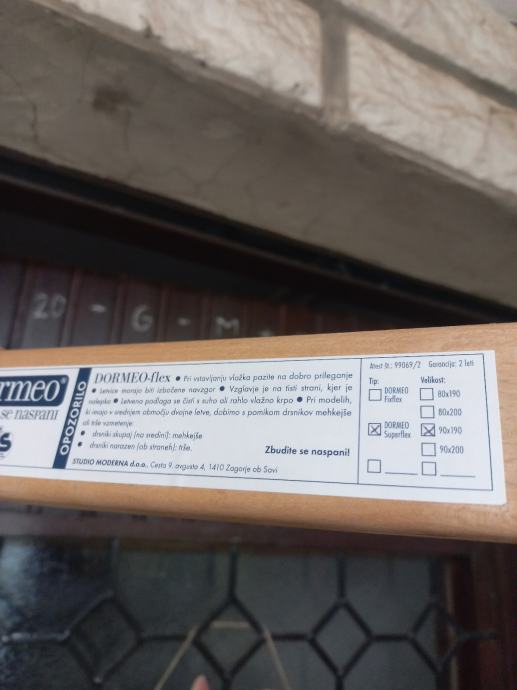 20 - G - M
rmeo®
se naspani
OPOZORILO
DORMEO-flex • Pri vstavljanju vložka pazite na dobro prileganje
• Letvice morajo biti izbočene navzgor • Vzglavje je na tisti strani, kjer je
nalepka • Letveno podlago se čisti s suho ali rahlo vlažno krpo • Pri modelih,
ki imajo v srednjem območju dvojne letve, dobimo s pomikom drsnikov mehkejše
ali trše vzmetenje:
• drsniki skupaj (na sredini): mehkejše
• drsniki narazen (ob straneh): trše.
Zbudite se naspani!
STUDIO MODERNA d.o.o., Cesta 9. avgusta 4, 1410 Zagorje ob Savi
Atest št.: 99069/2 Garancija: 2 leti
Tip:
DORMEO
Fixflex
DORMEO
Superflex
Velikost:
80x190
80x200
90x190
90x200